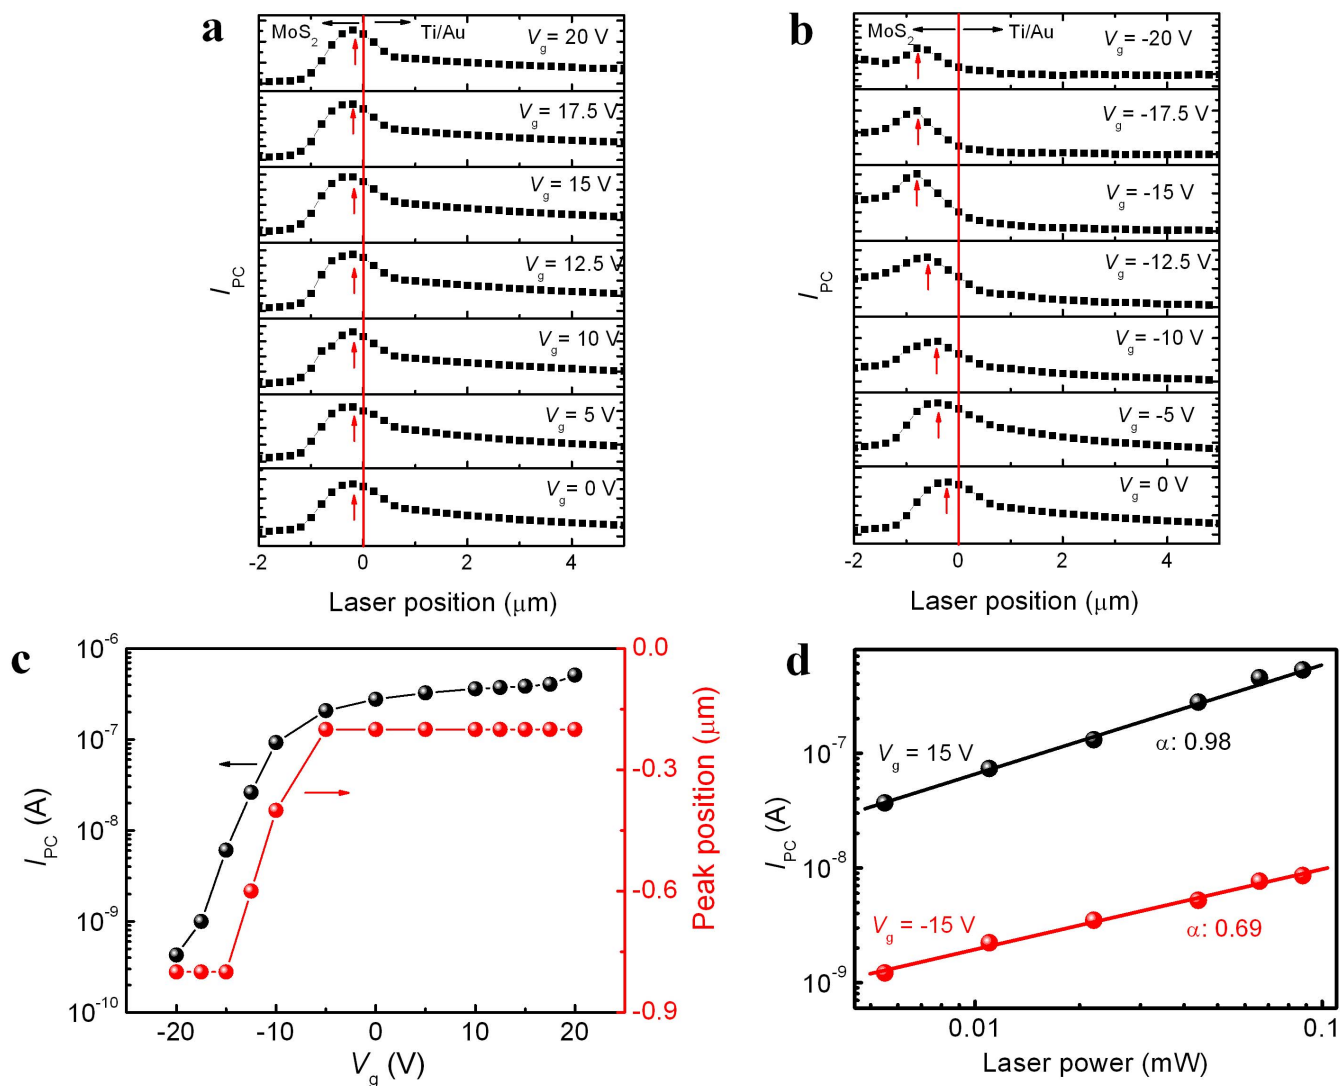 a
MoS2 Ti/Au
Vg = 20 V
Vg = 17.5 V
Vg = 15 V
Vg = 12.5 V
Vg = 10 V
Vg = 5 V
Vg = 0 V
IPC
-2 0 2 4
Laser position (μm)
b
MoS2 Ti/Au
Vg = -20 V
Vg = -17.5 V
Vg = -15 V
Vg = -12.5 V
Vg = -10 V
Vg = -5 V
Vg = 0 V
IPC
-2 0 2 4
Laser position (μm)
c
10-6
10-7
10-8
10-9
10-10
IPC (A)
-20 -10 0 10 20
Vg (V)
0.0
-0.3
-0.6
-0.9
Peak position (μm)
d
10-7
10-8
10-9
IPC (A)
Vg = 15 V
α: 0.98
Vg = -15 V
α: 0.69
0.01 0.1
Laser power (mW)